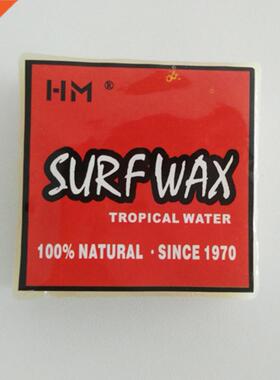 HM ®
SURF WAX
TROPICAL WATER
100% NATURAL · SINCE 1970